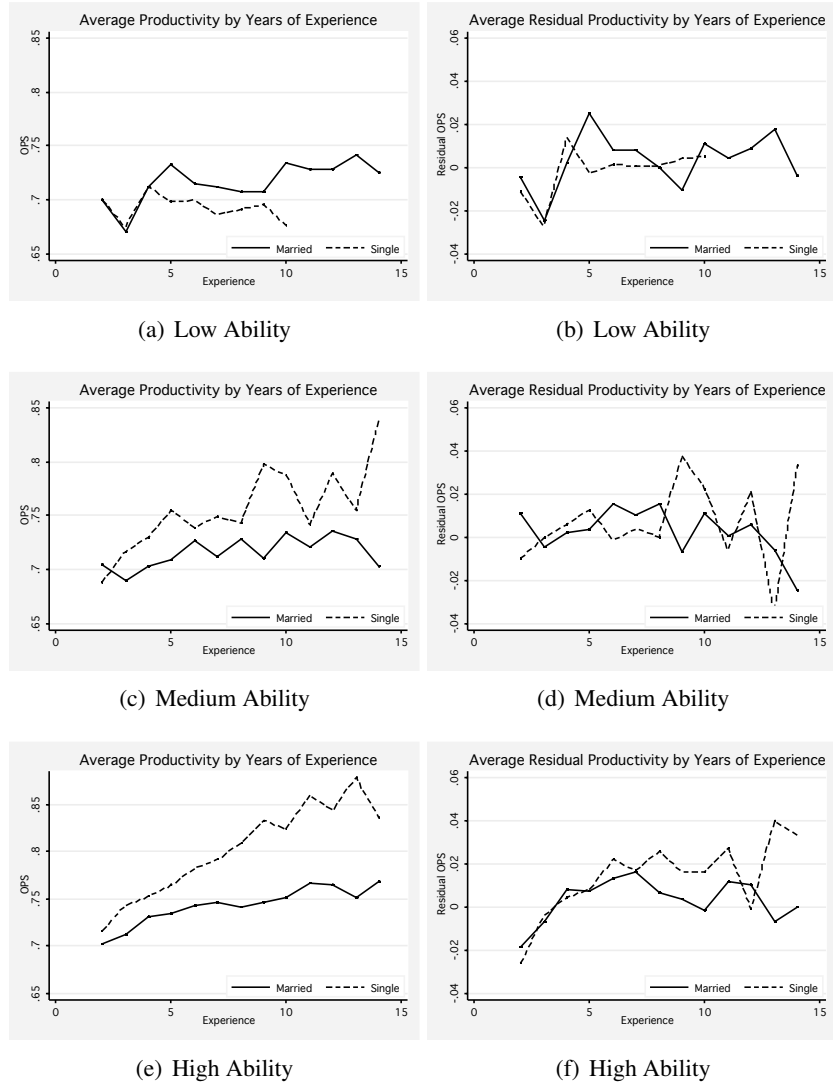 Average Productivity by Years of Experience
OPS
.85
.8
.75
.7
.65
0
5
10
15
Experience
Married
Single
(a) Low Ability
Average Residual Productivity by Years of Experience
Residual OPS
.06
.04
.02
0
-.02
-.04
0
5
10
15
Experience
Married
Single
(b) Low Ability
Average Productivity by Years of Experience
OPS
.85
.8
.75
.7
.65
0
5
10
15
Experience
Married
Single
(c) Medium Ability
Average Residual Productivity by Years of Experience
Residual OPS
.06
.04
.02
0
-.02
-.04
0
5
10
15
Experience
Married
Single
(d) Medium Ability
Average Productivity by Years of Experience
OPS
.85
.8
.75
.7
.65
0
5
10
15
Experience
Married
Single
(e) High Ability
Average Residual Productivity by Years of Experience
Residual OPS
.06
.04
.02
0
-.02
-.04
0
5
10
15
Experience
Married
Single
(f) High Ability